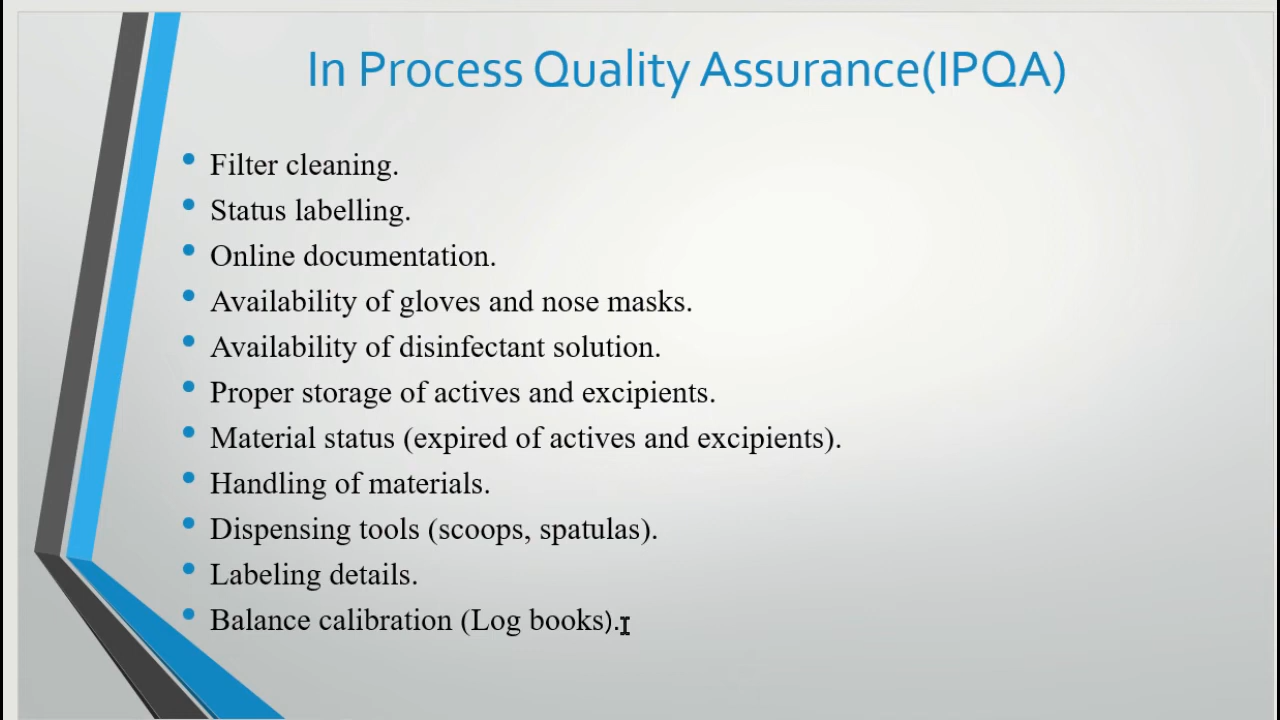 In Process Quality Assurance(IPQA)
• Filter cleaning.
• Status labelling.
• Online documentation.
• Availability of gloves and nose masks.
• Availability of disinfectant solution.
• Proper storage of actives and excipients.
• Material status (expired of actives and excipients).
• Handling of materials.
• Dispensing tools (scoops, spatulas).
• Labeling details.
• Balance calibration (Log books).